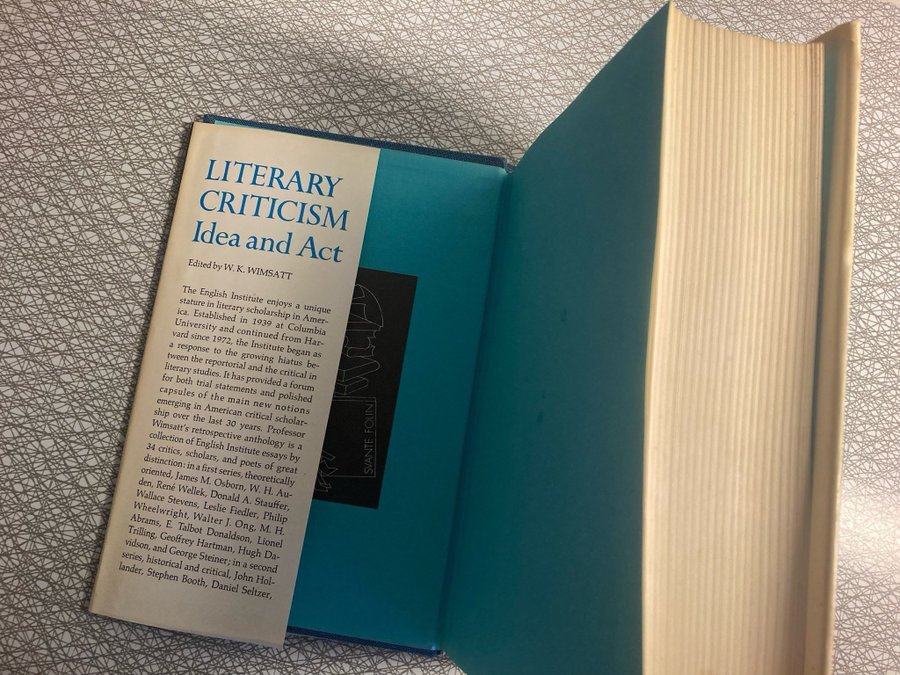 LITERARY
CRITICISM
Idea and Act
Edited by W. K. WIMSATT
The English Institute enjoys a unique
stature in literary scholarship in Amer-
ica. Established in 1939 at Columbia
University and continued from Har-
vard since 1972, the Institute began as
a response to the growing hiatus be-
tween the reportorial and the critical in
literary studies. It has provided a forum
for both trial statements and polished
capsules of the main new notions
emerging in American critical scholar-
ship over the last 30 years. Professor
Wimsatt's retrospective anthology is a
collection of English Institute essays by
34 critics, scholars, and poets of great
distinction: in a first series, theoretically
oriented, James M. Osborn, W. H. Au-
den, René Wellek, Donald A. Stauffer,
Leslie Fiedler, Philip
Wallace Stevens,
Wheelwright, Walter J. Ong, M. H.
Abrams, E. Talbot Donaldson, Lionel
Trilling, Geoffrey Hartman, Hugh Da-
vidson, and George Steiner; in a second
series, historical and critical, John Hol-
lander, Stephen Booth, Daniel Seltzer,
SVANTE FOLIN